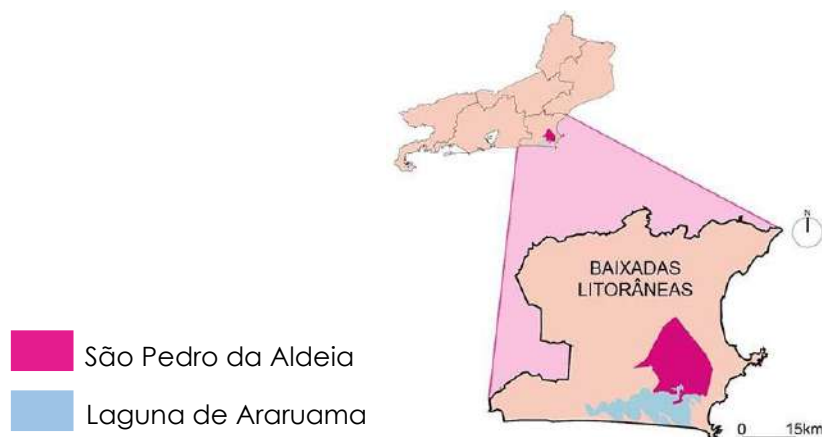 N
BAIXADAS
LITORÂNEAS
São Pedro da Aldeia
Laguna de Araruama
0 15km